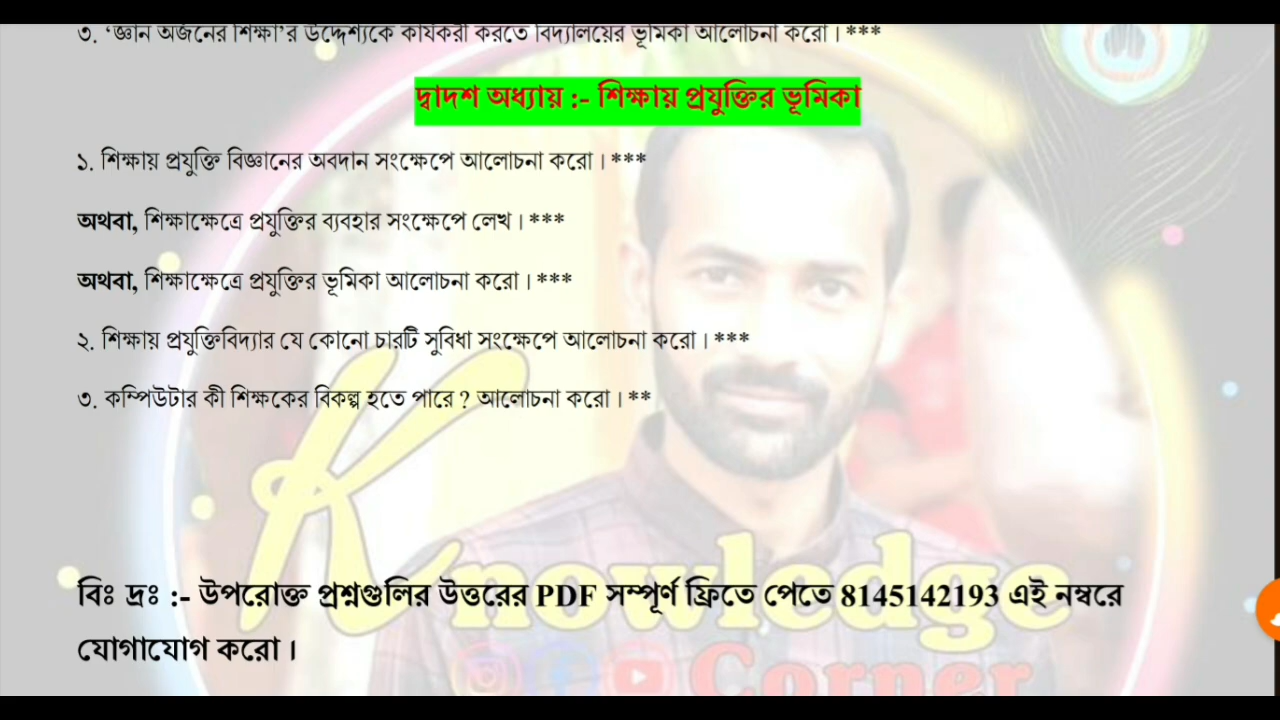 ৩. ‘জ্ঞান অর্জনের শিক্ষা’র উদ্দেশ্যকে কার্যকরী করতে বিদ্যালয়ের ভূমিকা আলোচনা করো। ***
দ্বাদশ অধ্যায় :- শিক্ষায় প্রযুক্তির ভূমিকা
১. শিক্ষায় প্রযুক্তি বিজ্ঞানের অবদান সংক্ষেপে আলোচনা করো। ***
অথবা, শিক্ষাক্ষেত্রে প্রযুক্তির ব্যবহার সংক্ষেপে লেখ। ***
অথবা, শিক্ষাক্ষেত্রে প্রযুক্তির ভূমিকা আলোচনা করো। ***
২. শিক্ষায় প্রযুক্তিবিদ্যার যে কোনো চারটি সুবিধা সংক্ষেপে আলোচনা করো। ***
৩. কম্পিউটার কী শিক্ষকের বিকল্প হতে পারে ? আলোচনা করো। **
বিঃ দ্রঃ :- উপরোক্ত প্রশ্নগুলির উত্তরের PDF সম্পূর্ণ ফ্রিতে পেতে 8145142193 এই নম্বরে
যোগাযোগ করো।
Knowledge
Corner